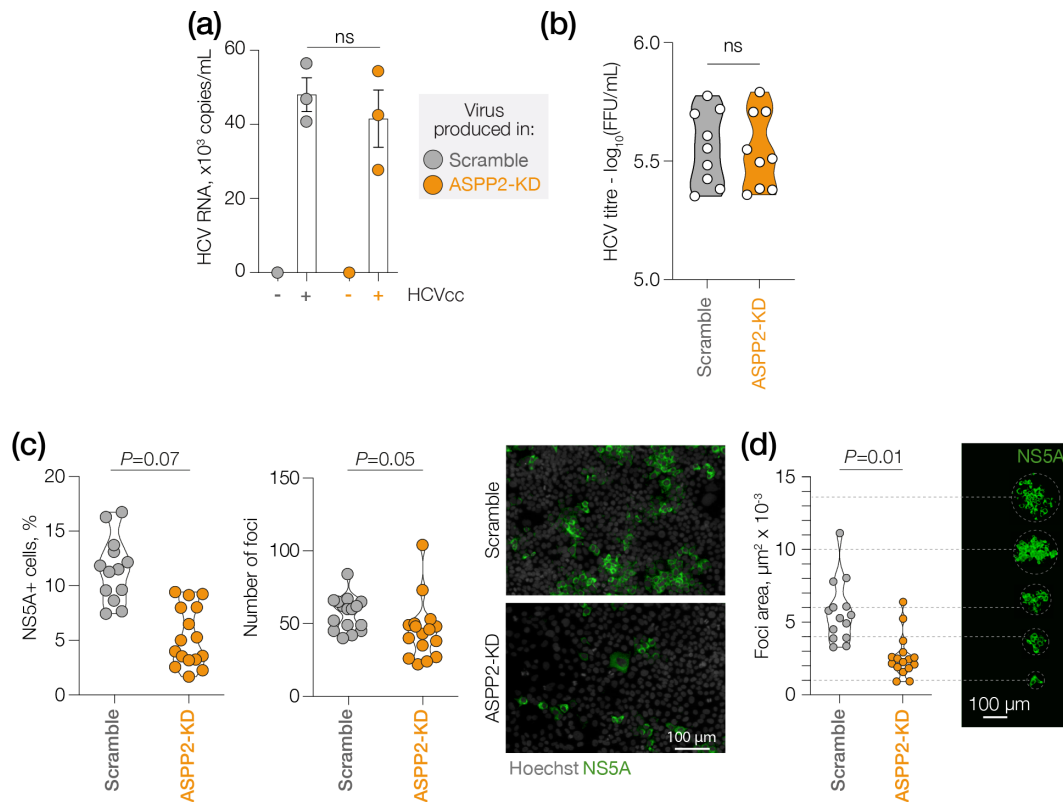 (a)
ns
HCV RNA, x10³ copies/mL
60
40
20
0
- + - + HCVcc
Virus
produced in:
Scramble
ASPP2-KD
(b)
ns
HCV titre - log₁₀(FFU/mL)
6.0
5.5
5.0
Scramble
ASPP2-KD
(c)
P=0.07
NS5A+ cells, %
20
15
10
5
0
Scramble
ASPP2-KD
P=0.05
Number of foci
150
100
50
0
Scramble
ASPP2-KD
Scramble
ASPP2-KD
100 µm
Hoechst NS5A
(d)
P=0.01
Foci area, µm² x 10⁻³
15
10
5
0
Scramble
ASPP2-KD
NS5A
100 µm